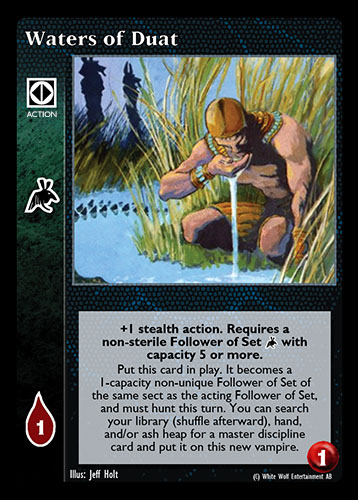 Waters of Duat
ACTION
+1 stealth action. Requires a
non-sterile Follower of Set with
capacity 5 or more.
Put this card in play. It becomes a
1-capacity non-unique Follower of Set of
the same sect as the acting Follower of Set,
and must hunt this turn. You can search
your library (shuffle afterward), hand,
and/or ash heap for a master discipline
card and put it on this new vampire.
1
1
Illus: Jeff Holt
(C) White Wolf Entertainment AB